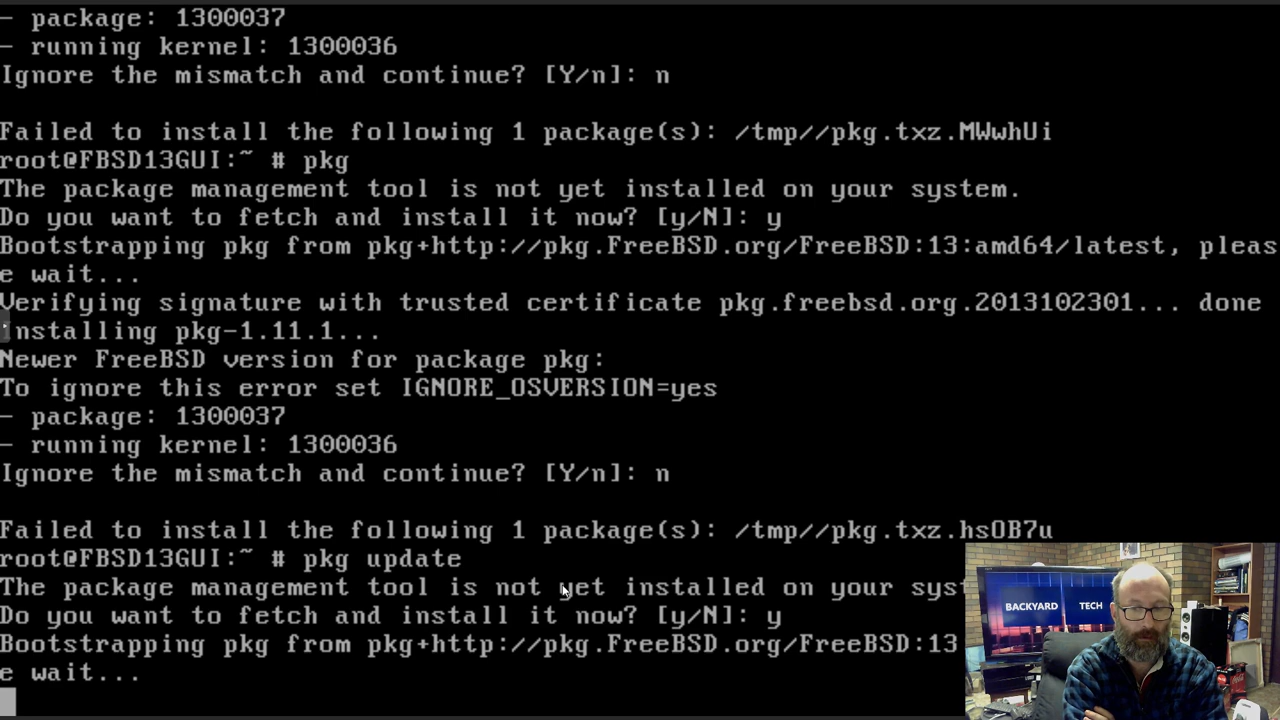 - package: 1300037
- running kernel: 1300036
Ignore the mismatch and continue? [Y/n]: n
Failed to install the following 1 package(s): /tmp//pkg.txz.MWwhUi
root@FBSD13GUI:~ # pkg
The package management tool is not yet installed on your system.
Do you want to fetch and install it now? [y/N]: y
Bootstrapping pkg from pkg+http://pkg.FreeBSD.org/FreeBSD:13:amd64/latest, pleas
e wait...
Verifying signature with trusted certificate pkg.freebsd.org.2013102301... done
nstalling pkg-1.11.1...
Newer FreeBSD version for package pkg:
To ignore this error set IGNORE_OSVERSION=yes
- package: 1300037
- running kernel: 1300036
Ignore the mismatch and continue? [Y/n]: n
Failed to install the following 1 package(s): /tmp//pkg.txz.hsOB7u
root@FBSD13GUI:~ # pkg update
The package management tool is not yet installed on your syst
Do you want to fetch and install it now? [y/N]: y
Bootstrapping pkg from pkg+http://pkg.FreeBSD.org/FreeBSD:13
e wait...
BACKYARD TECH